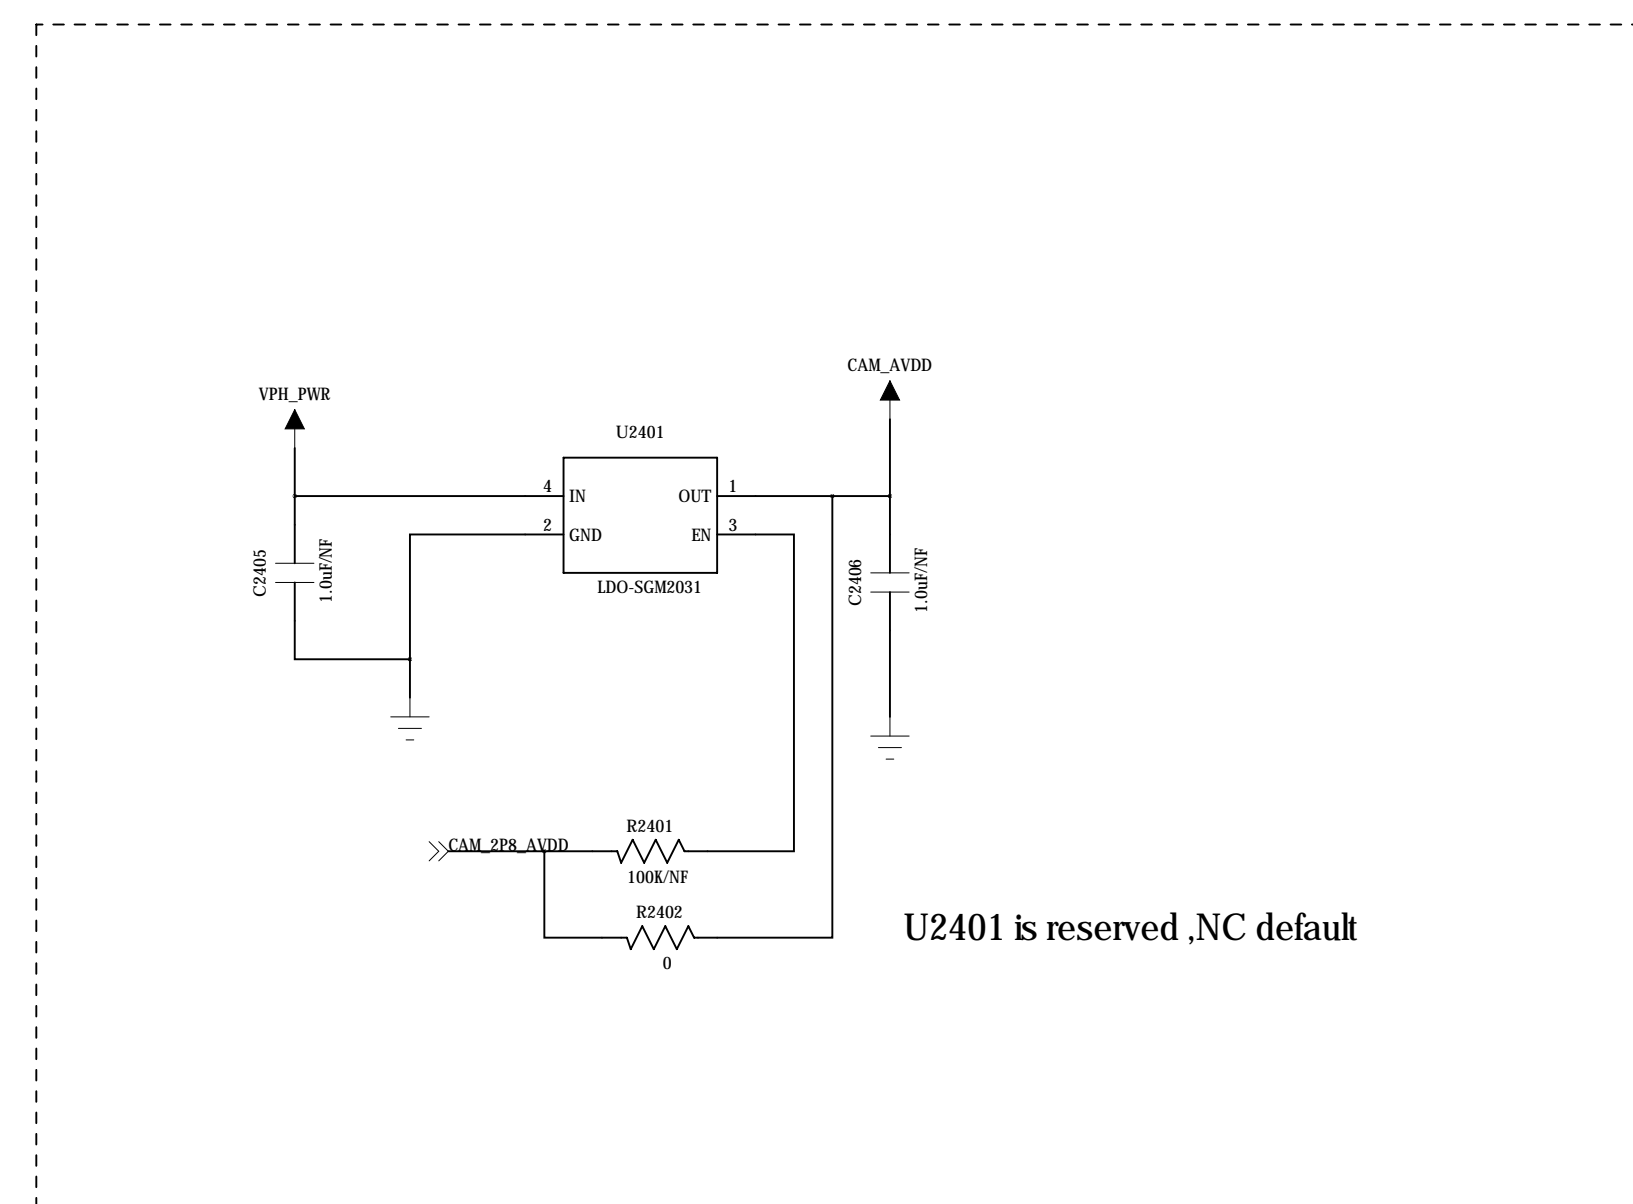 CAM_AVDD
VPH_PWR
U2401
4
IN
OUT
1
2
GND
EN
3
C2405
1.0uF/NF
LDO-SGM2031
C2406
1.0uF/NF
R2401
CAM_2P8_AVDD
100K/NF
R2402
0
U2401 is reserved ,NC default